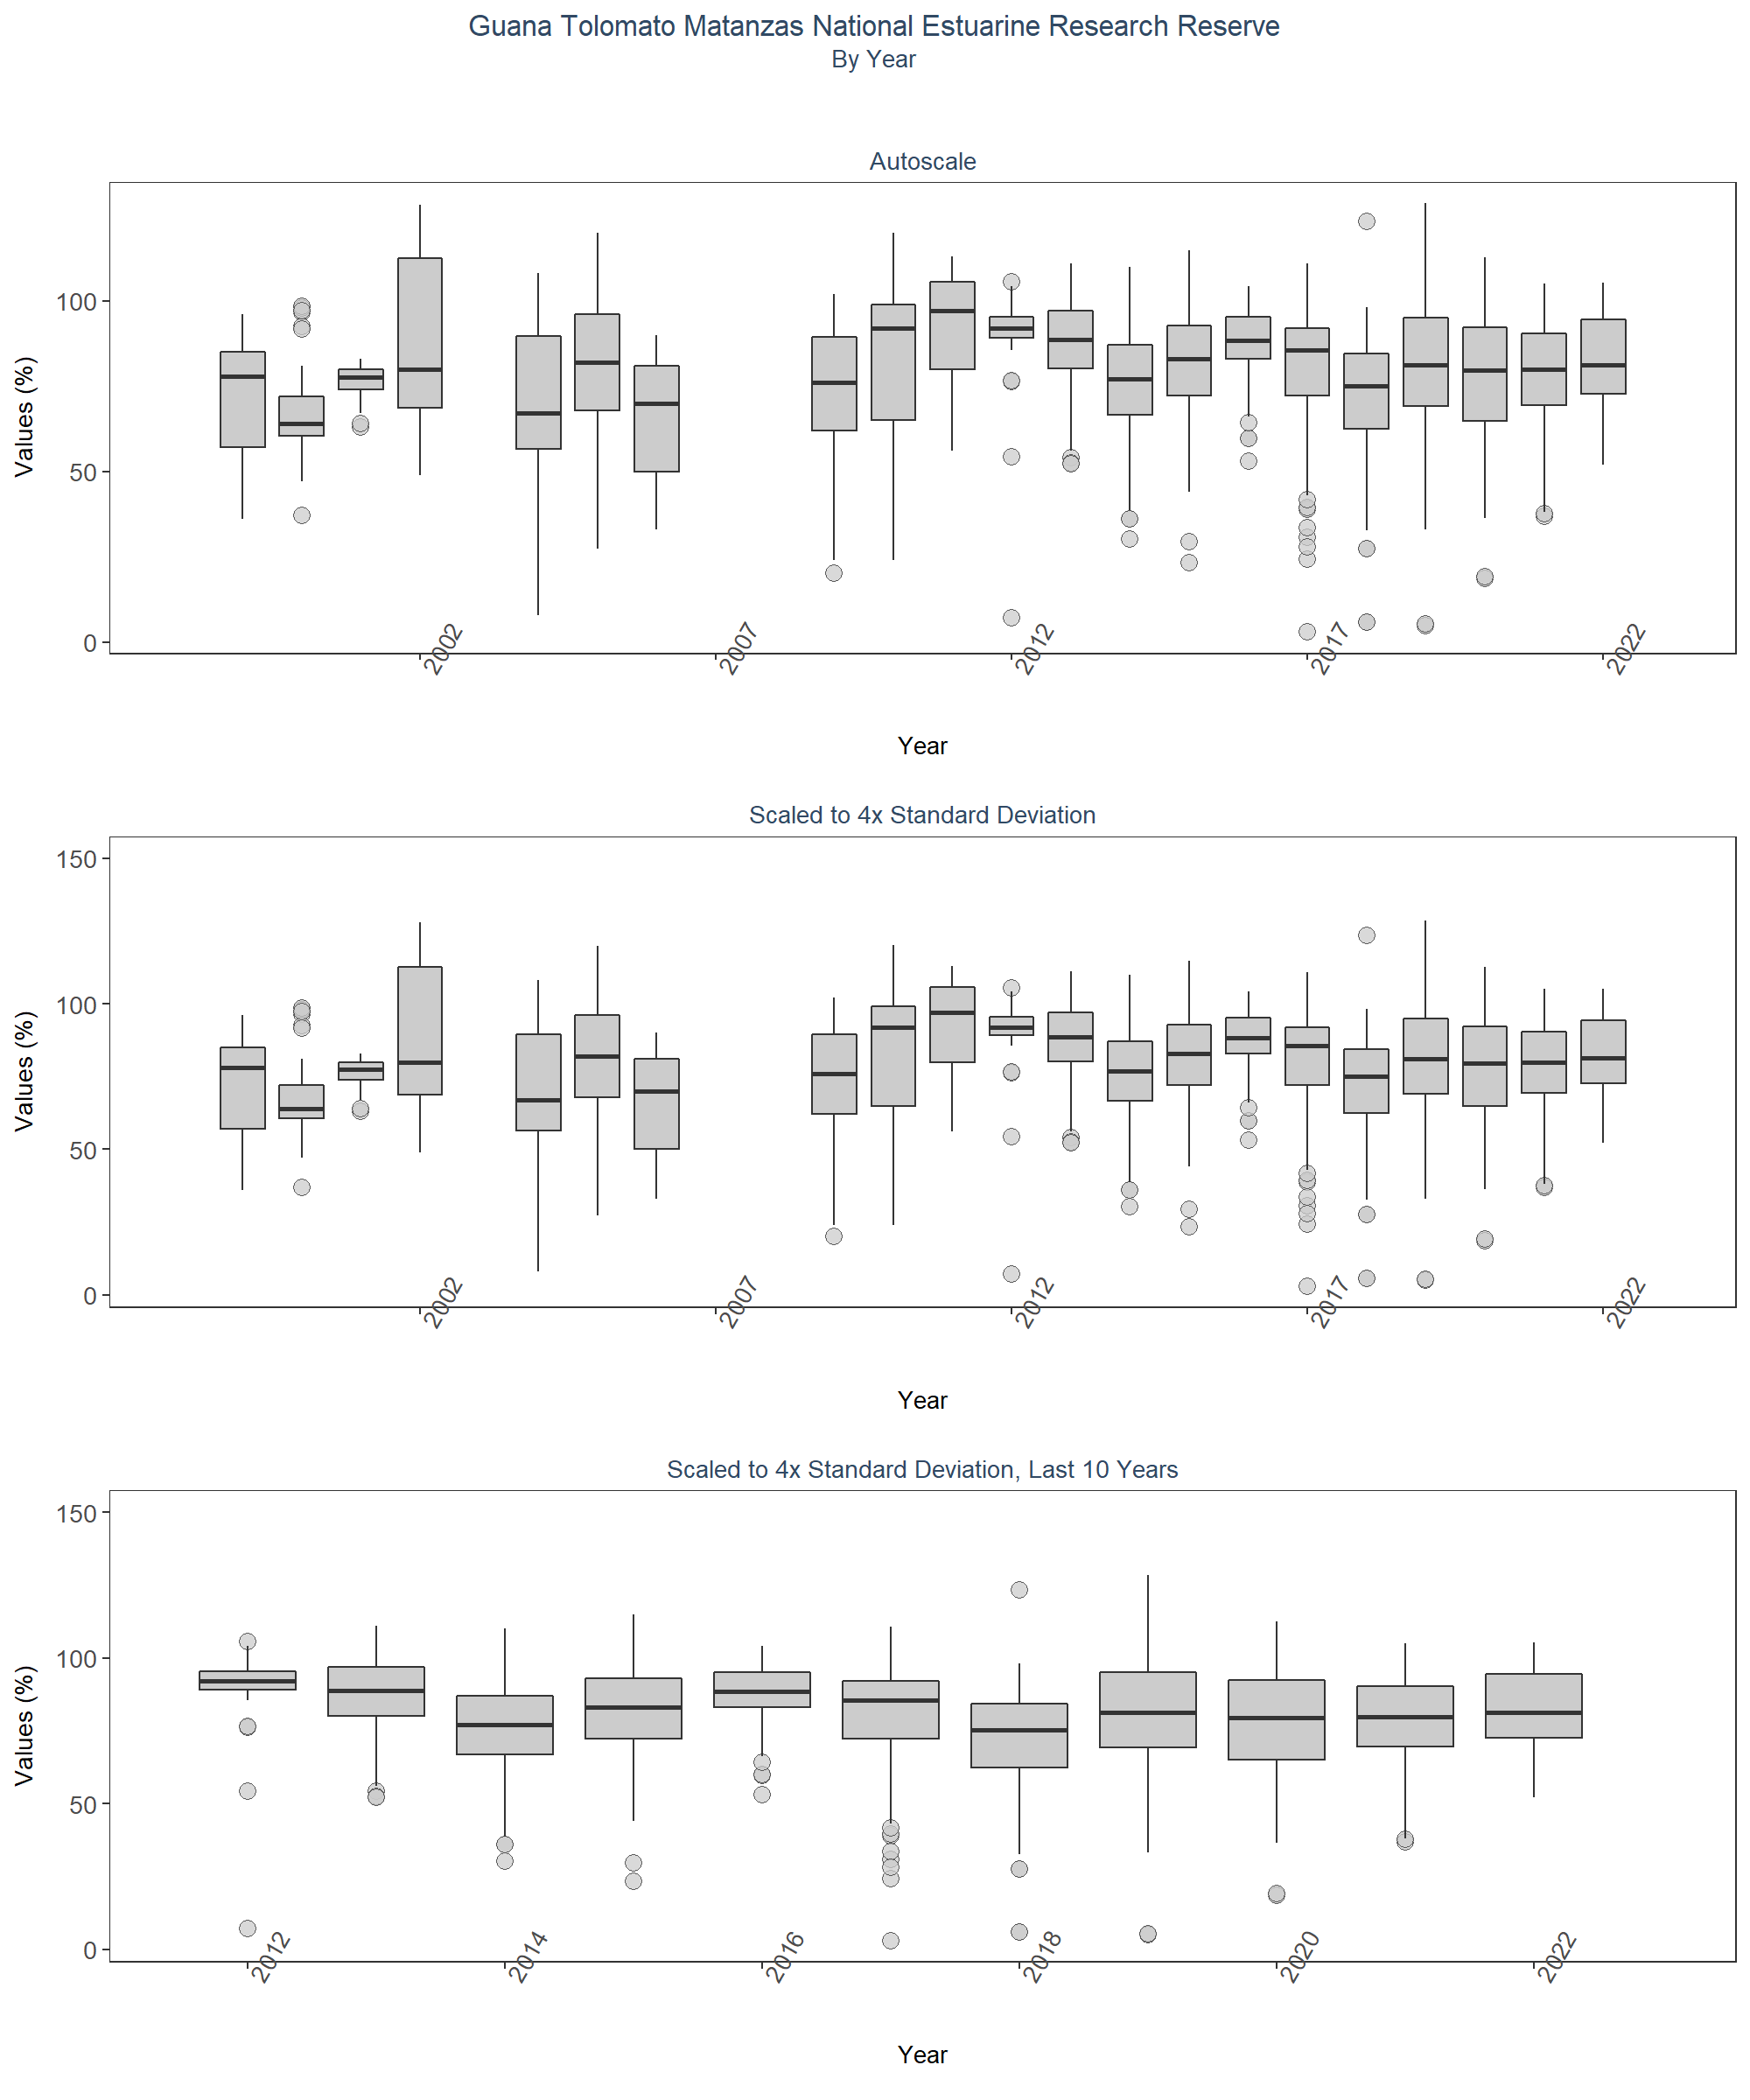 Guana Tolomato Matanzas National Estuarine Research Reserve
By Year
Autoscale
Values (%)
100
50
0
2002
2007
2012
2017
2022
Year
Scaled to 4x Standard Deviation
Values (%)
150
100
50
0
2002
2007
2012
2017
2022
Year
Scaled to 4x Standard Deviation, Last 10 Years
Values (%)
150
100
50
0
2012
2014
2016
2018
2020
2022
Year